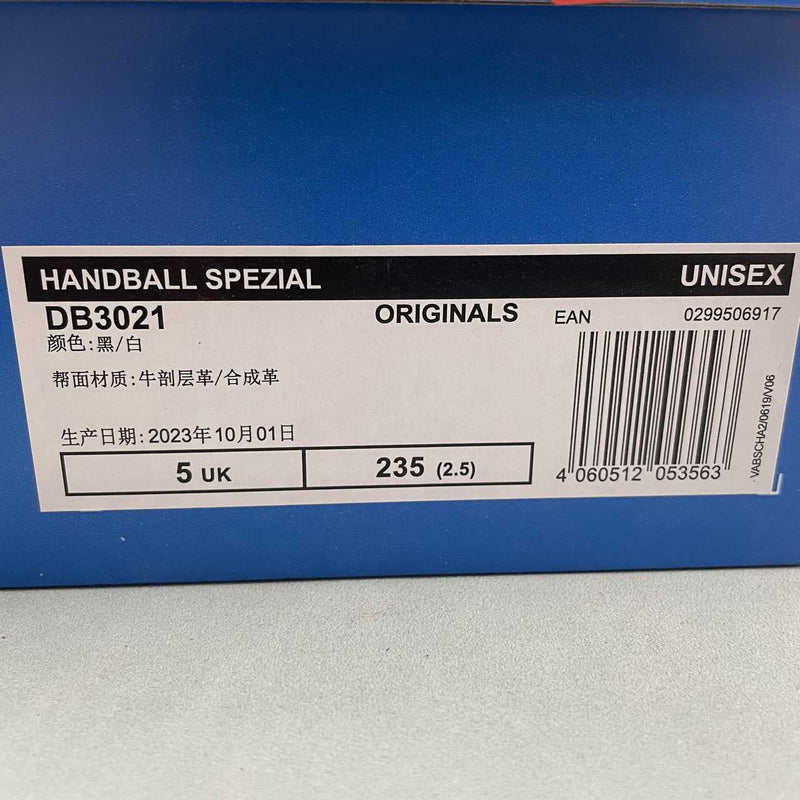 HANDBALL SPEZIAL UNISEX
DB3021 ORIGINALS EAN 0299506917
颜色:黑/白
帮面材质:牛剖层革/合成革
生产日期:2023年10月01日
5 UK 235 (2.5)
4 060512 053563
VABSCHA2/0619/V06